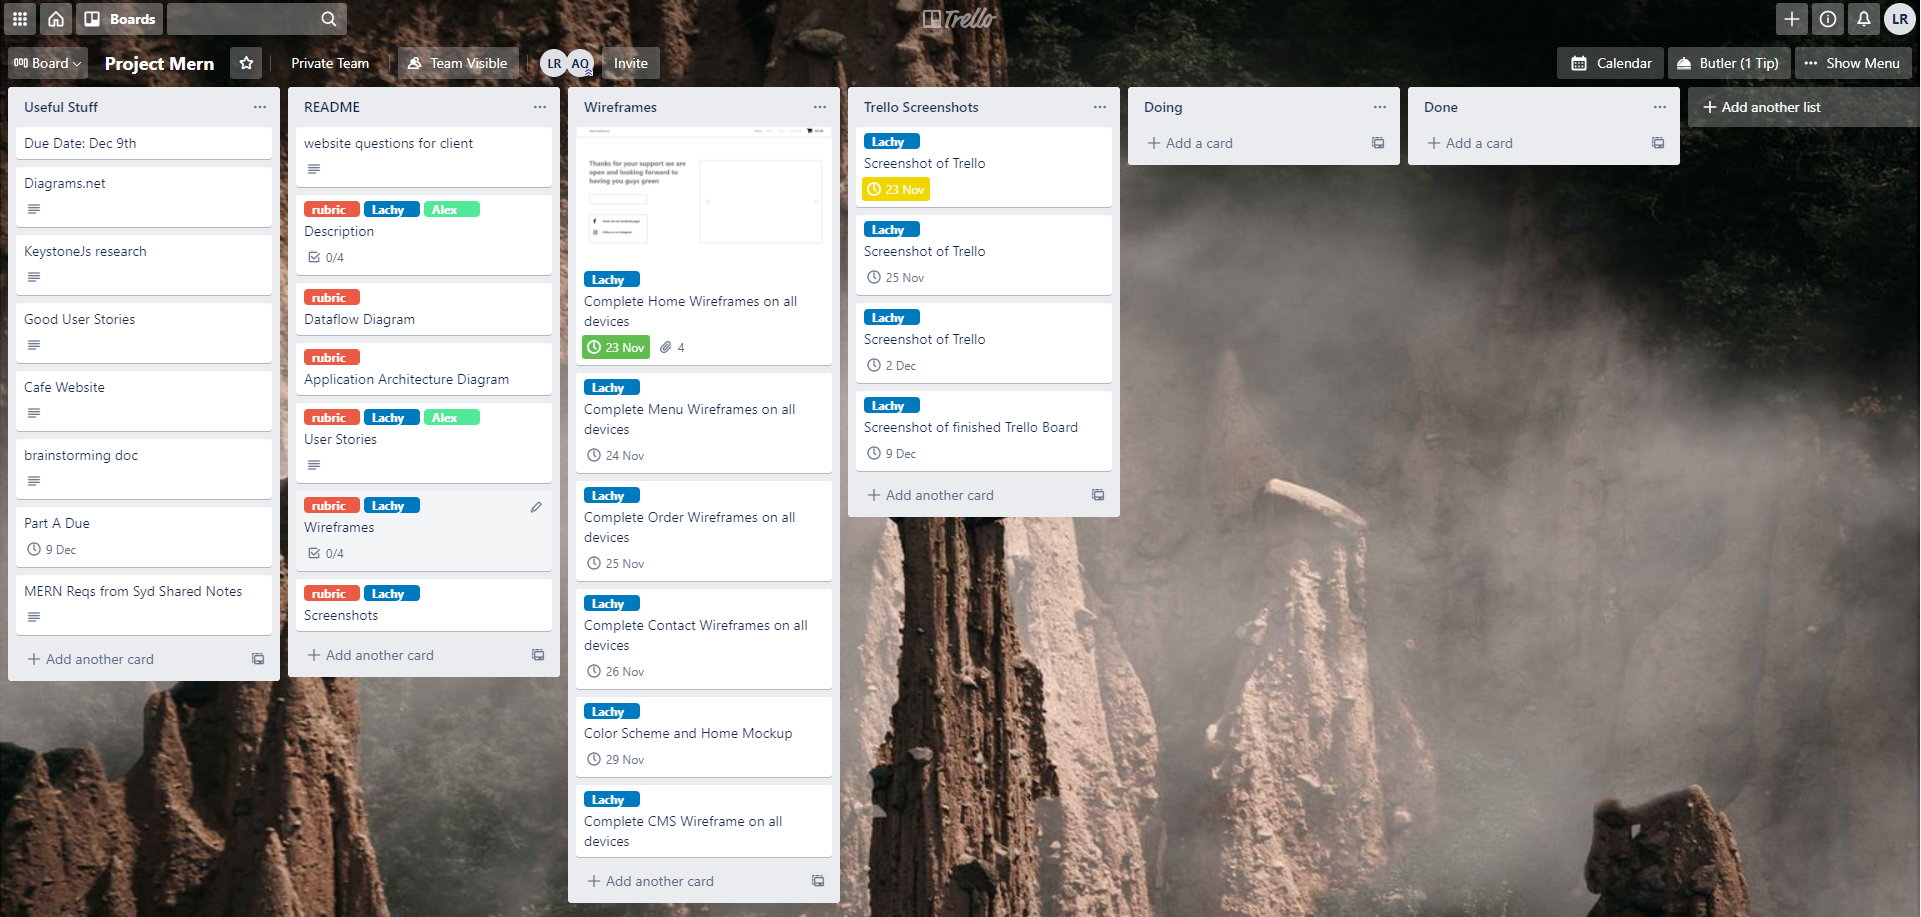 Boards
Trello
LR
Board
Project Mern
Private Team
Team Visible
LR
AQ
Invite
Calendar
Butler (1 Tip)
Show Menu
Useful Stuff
Due Date: Dec 9th
Diagrams.net
KeystoneJs research
Good User Stories
Cafe Website
brainstorming doc
Part A Due
9 Dec
MERN Reqs from Syd Shared Notes
Add another card
README
website questions for client
rubric Lachy Alex
Description
0/4
rubric
Dataflow Diagram
rubric
Application Architecture Diagram
rubric Lachy Alex
User Stories
rubric Lachy
Wireframes
0/4
rubric Lachy
Screenshots
Add another card
Wireframes
Thanks for your support we are
open and looking forward to
having you guys green
Lachy
Complete Home Wireframes on all
devices
23 Nov 4
Lachy
Complete Menu Wireframes on all
devices
24 Nov
Lachy
Complete Order Wireframes on all
devices
25 Nov
Lachy
Complete Contact Wireframes on all
devices
26 Nov
Lachy
Color Scheme and Home Mockup
29 Nov
Lachy
Complete CMS Wireframe on all
devices
Add another card
Trello Screenshots
Lachy
Screenshot of Trello
23 Nov
Lachy
Screenshot of Trello
25 Nov
Lachy
Screenshot of Trello
2 Dec
Lachy
Screenshot of finished Trello Board
9 Dec
Add another card
Doing
Add a card
Done
Add a card
Add another list